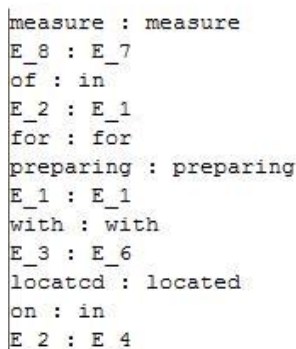 measure : measure
E_8 : E_7
of : in
E_2 : E_1
for : for
preparing : preparing
E_1 : E_1
with : with
E_3 : E_6
locatcd : located
on : in
E_2 : E_4